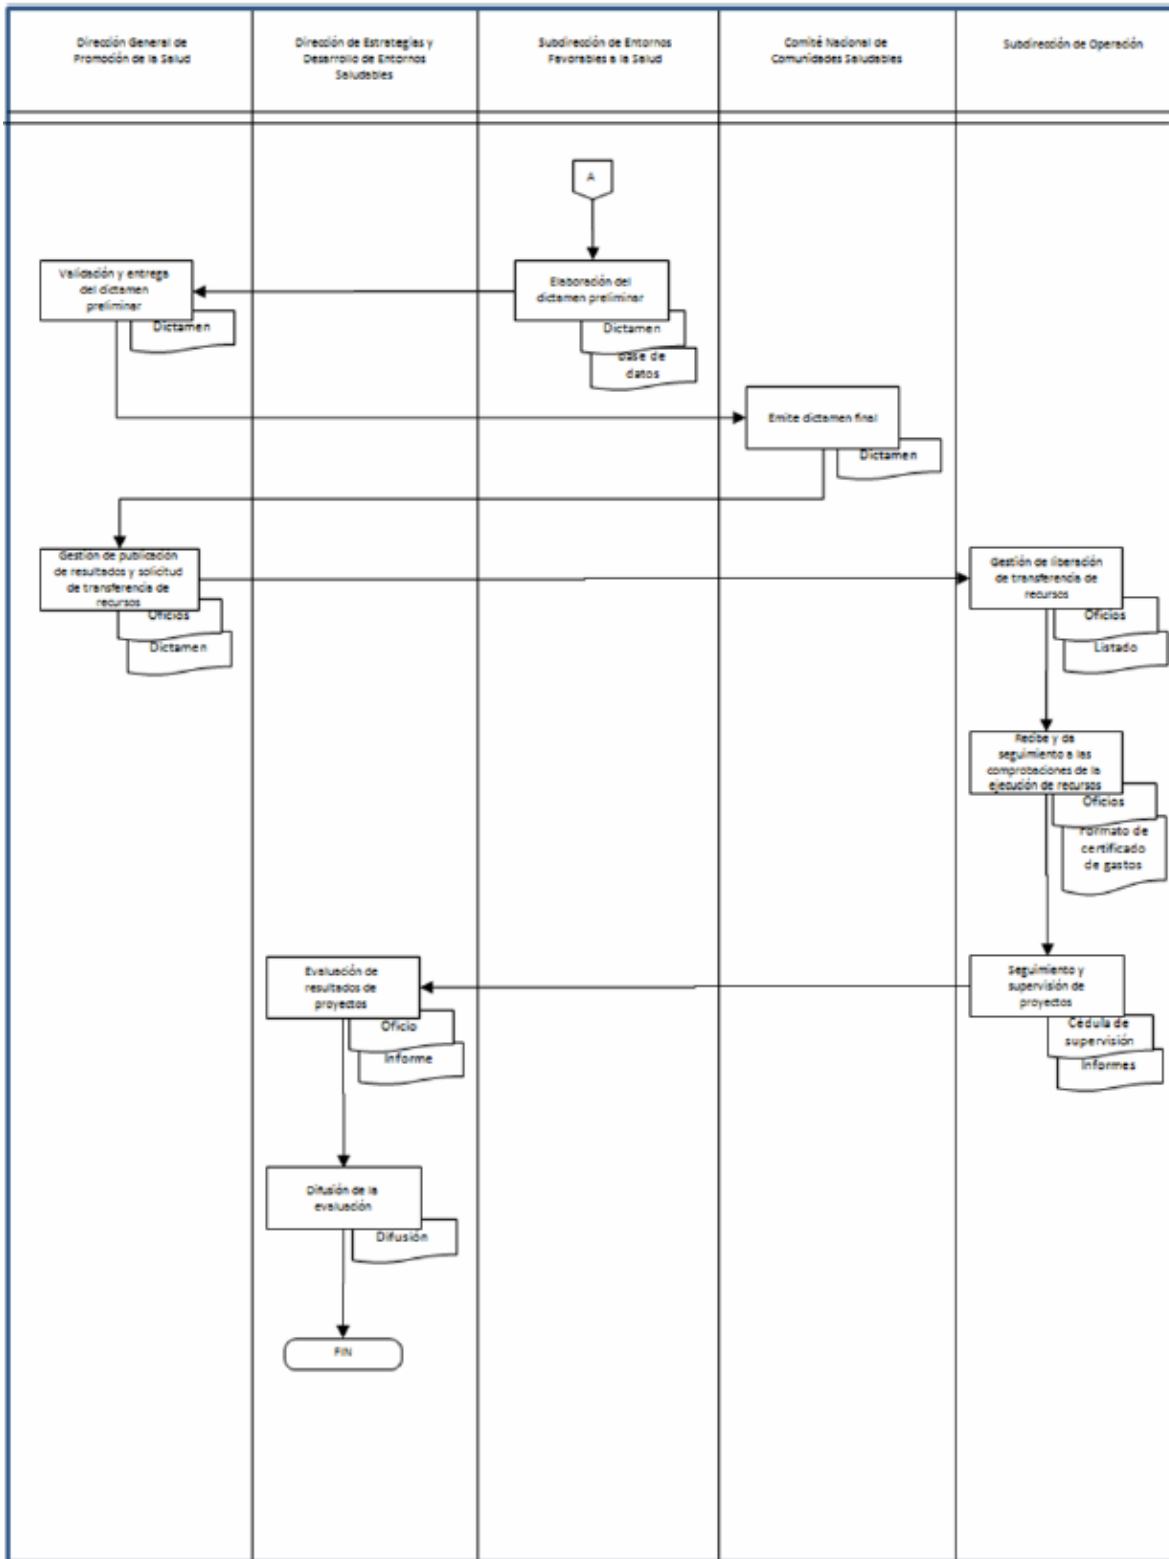 Dirección General de
Promoción de la Salud
Dirección de Estrategias y
Desarrollo de Entornos
Saludables
Subdirección de Entornos
Favorables a la Salud
Comité Nacional de
Comunidades Saludables
Subdirección de Operación
A
Validación y entrega
del dictamen
preliminar
Dictamen
Elaboración del
dictamen preliminar
Dictamen
Base de
datos
Emite dictamen final
Dictamen
Gestión de publicación
de resultados y solicitud
de transferencia de
recursos
Oficios
Dictamen
Gestión de liberación
de transferencia de
recursos
Oficios
Listado
Recibe y da
seguimiento a las
comprobaciones de la
ejecución de recursos
Oficios
Formato de
certificado
de gastos
Evaluación de
resultados de
proyectos
Oficio
Informe
Seguimiento y
supervisión de
proyectos
Cédula de
supervisión
Informes
Difusión de la
evaluación
Difusión
FIN